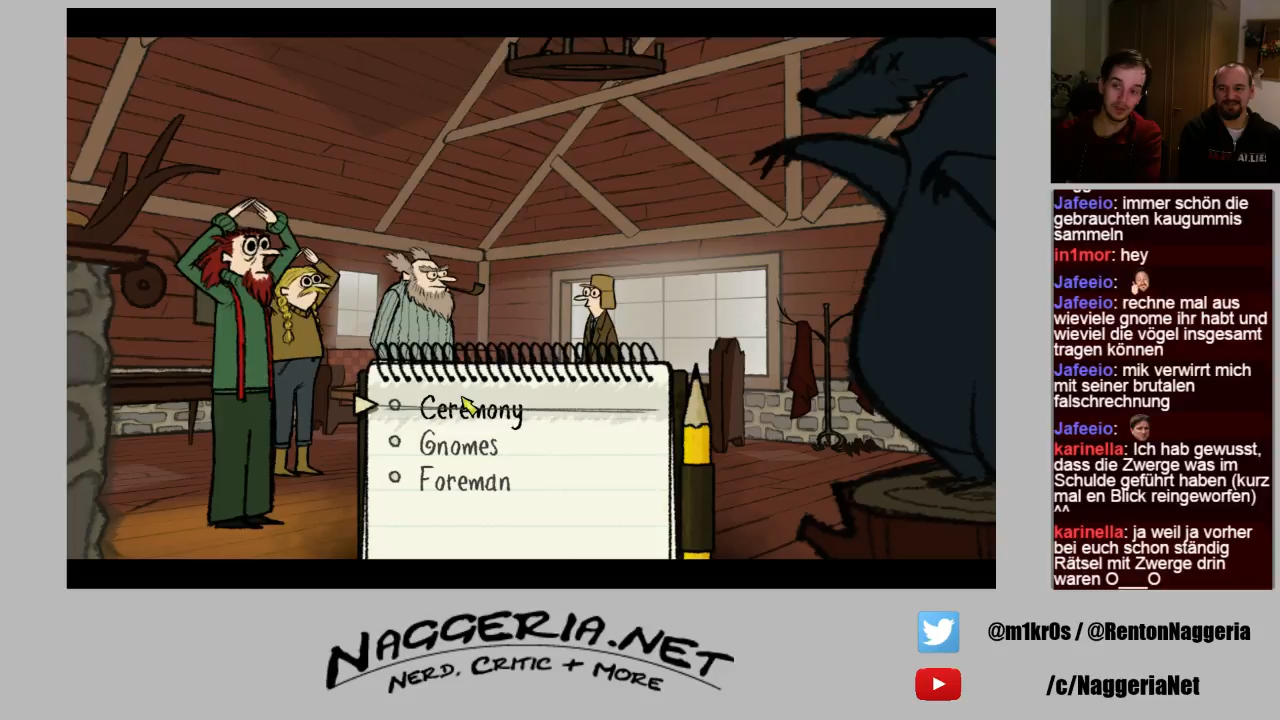 Ceremony
Gnomes
Foreman
ALLIES
Jafeeio: immer schön die
gebrauchten kaugummis
sammeln
in1mor: hey
Jafeeio:
Jafeeio: rechne mal aus
wieviele gnome ihr habt und
wieviel die vögel insgesamt
tragen können
Jafeeio: mik verwirrt mich
mit seiner brutalen
falschrechnung
Jafeeio:
karinella: Ich hab gewusst,
dass die Zwerge was im
Schulde geführt haben (kurz
mal en Blick reingeworfen)
^^
karinella: ja weil ja vorher
bei euch schon ständig
Rätsel mit Zwerge drin
waren O___O
NAGGERIA.NET
NERD, CRITIC + MORE
@m1kr0s / @RentonNaggeria
/c/NaggeriaNet